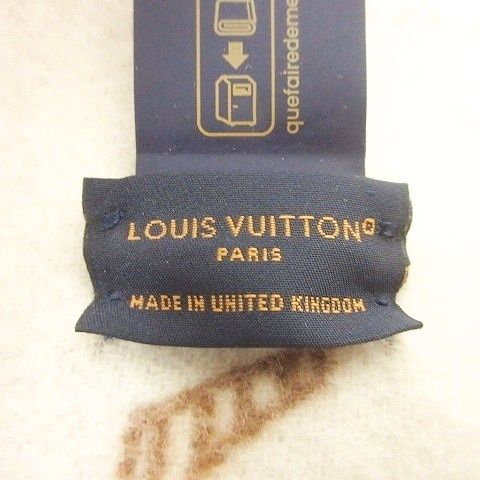 quefairedeme
LOUIS VUITTON®
PARIS
MADE IN UNITED KINGDOM